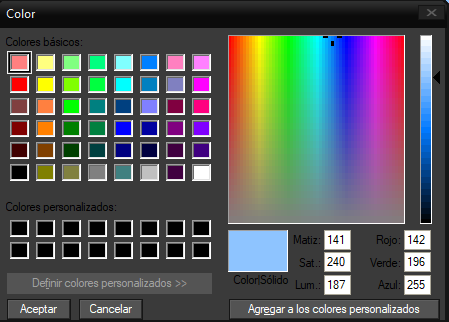 Color
Colores básicos:
Colores personalizados:
Definir colores personalizados >>
Aceptar
Cancelar
Color|Sólido
Matiz: 141
Sat.: 240
Lum.: 187
Rojo: 142
Verde: 196
Azul: 255
Agregar a los colores personalizados